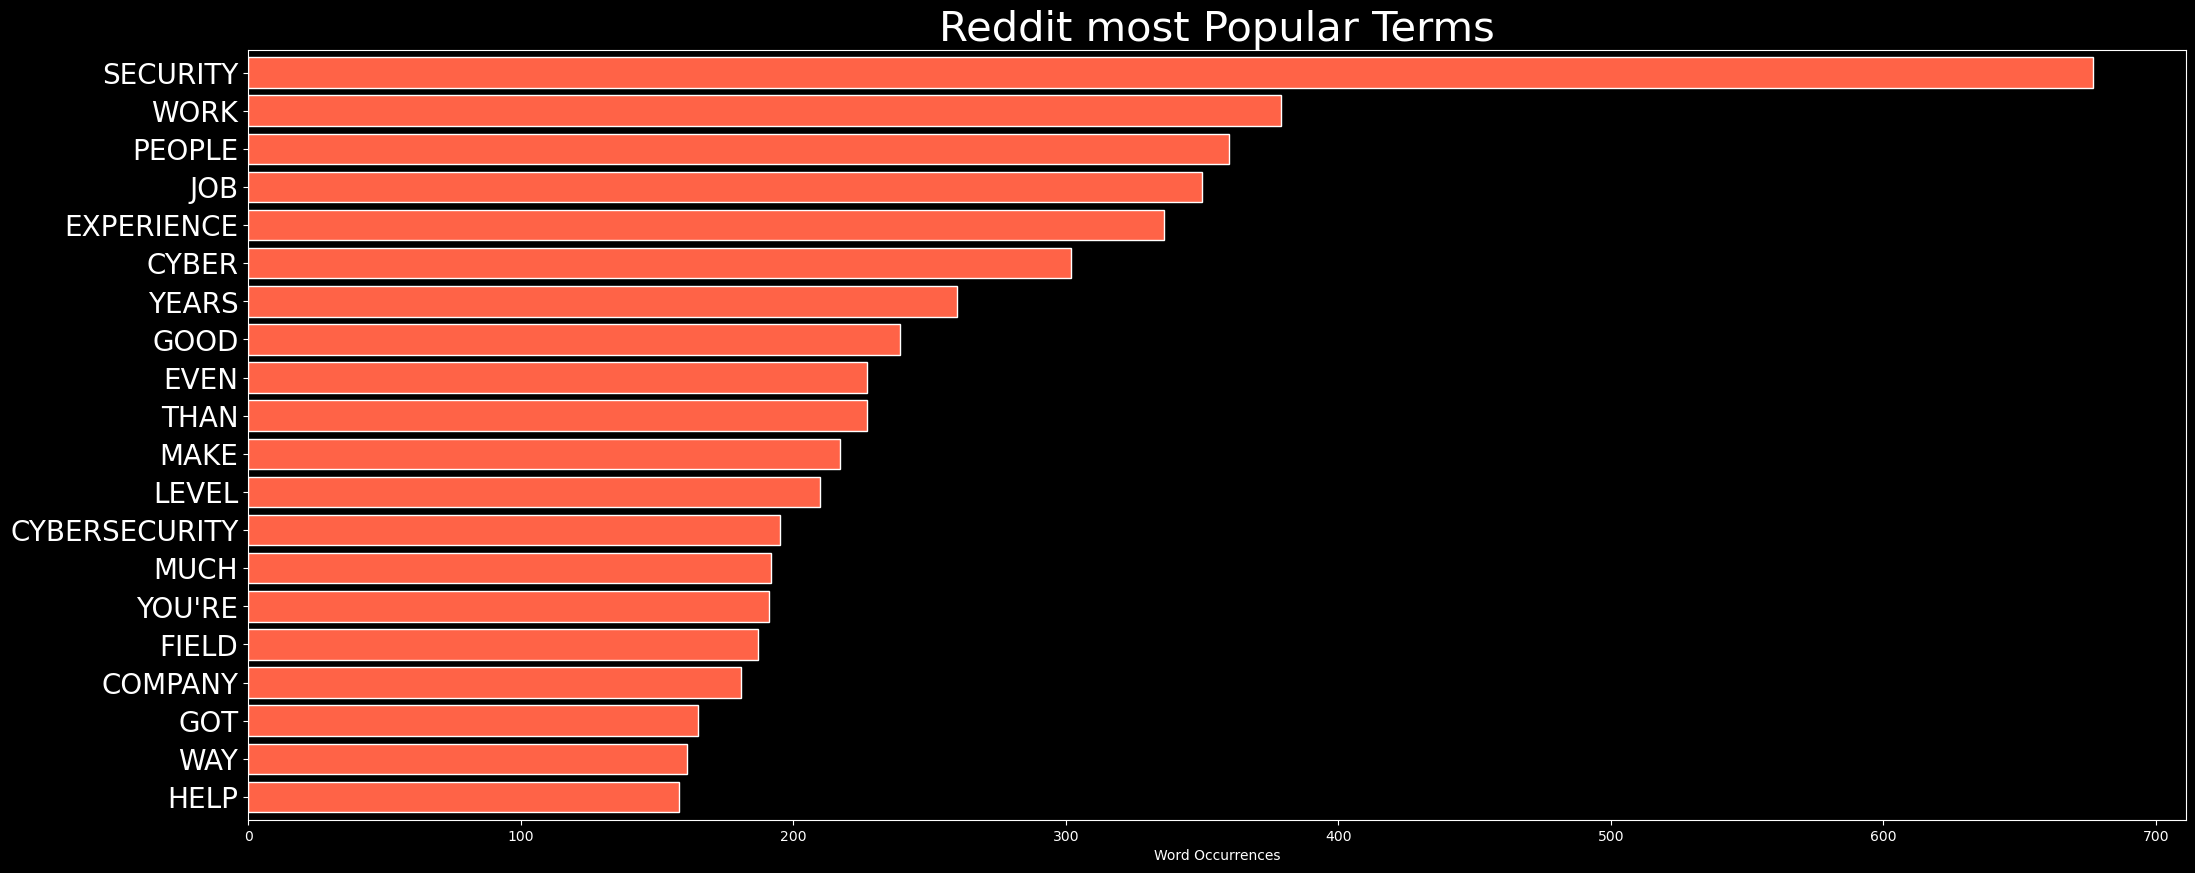 Reddit most Popular Terms
SECURITY
WORK
PEOPLE
JOB
EXPERIENCE
CYBER
YEARS
GOOD
EVEN
THAN
MAKE
LEVEL
CYBERSECURITY
MUCH
YOU'RE
FIELD
COMPANY
GOT
WAY
HELP
0 100 200 300 400 500 600 700
Word Occurrences